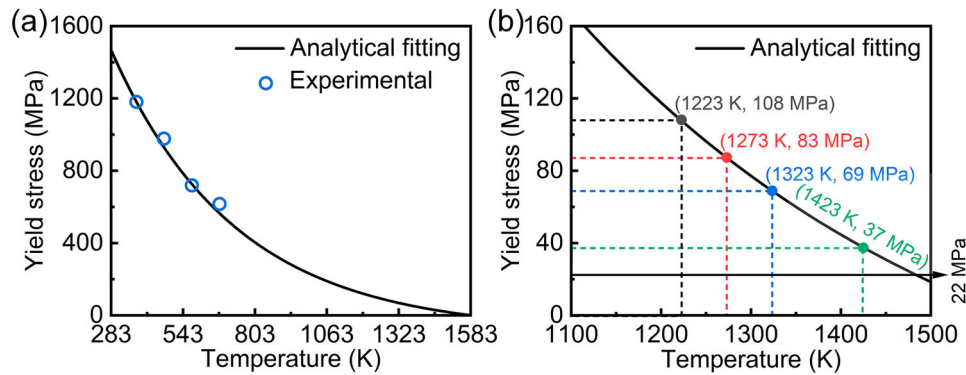 (a)
1600
1200
800
400
0
Yield stress (MPa)
Analytical fitting
Experimental
283
543
803
1063
1323
1583
Temperature (K)
(b)
160
120
80
40
0
Yield stress (MPa)
Analytical fitting
(1223 K, 108 MPa)
(1273 K, 83 MPa)
(1323 K, 69 MPa)
(1423 K, 37 MPa)
22 MPa
1100
1200
1300
1400
1500
Temperature (K)